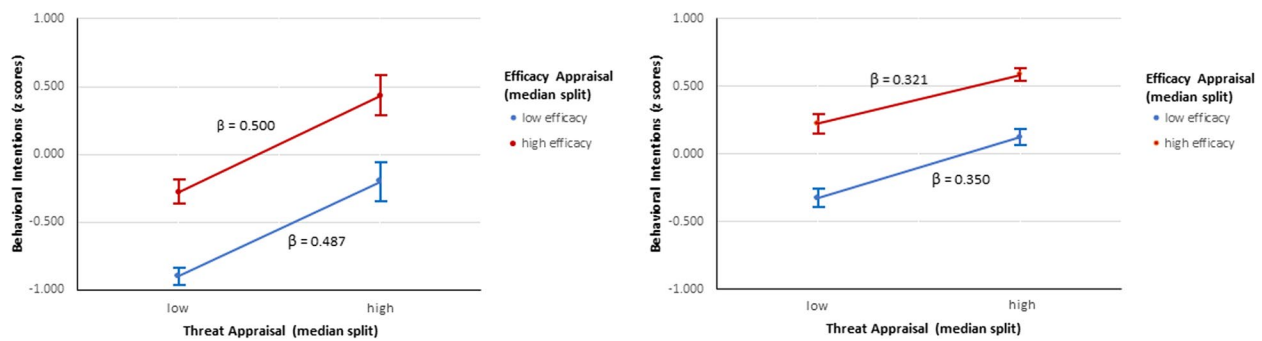 1.000
0.500
0.000
-0.500
-1.000
Behavioral Intentions (z scores)
β = 0.500
β = 0.487
low
high
Threat Appraisal (median split)
Efficacy Appraisal
(median split)
low efficacy
high efficacy
1.000
0.500
0.000
-0.500
-1.000
Behavioral Intentions (z scores)
β = 0.321
β = 0.350
low
high
Threat Appraisal (median split)
Efficacy Appraisal
(median split)
low efficacy
high efficacy